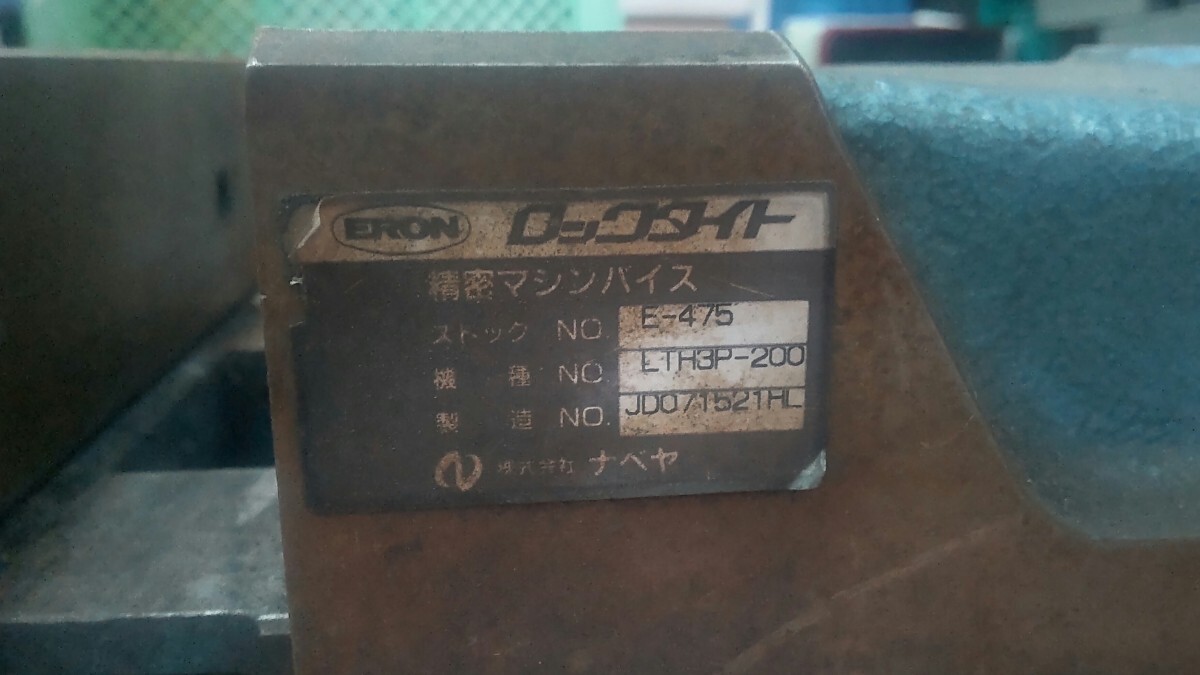 ERON ロックタイト
精密マシンバイス
ストック NO. E-475
機種 NO. LTH3P-200
製造 NO. JD071521HL
株式会社 ナベヤ